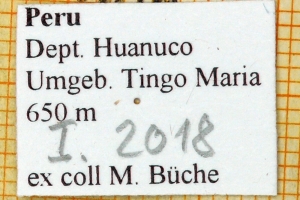 Peru
Dept. Huanuco
Umgeb. Tingo Maria
650 m
I. 2018
ex coll M. Büche